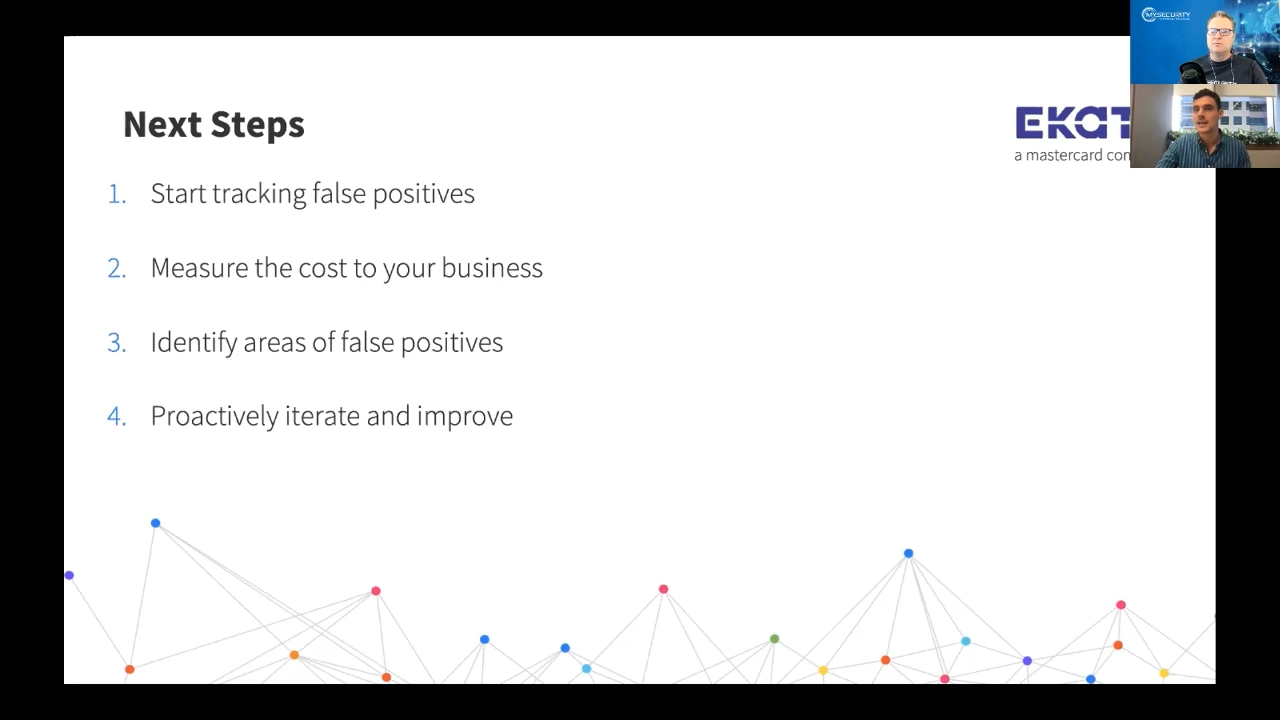 MYSECURITY
Next Steps
EKAT
a mastercard com
1. Start tracking false positives
2. Measure the cost to your business
3. Identify areas of false positives
4. Proactively iterate and improve